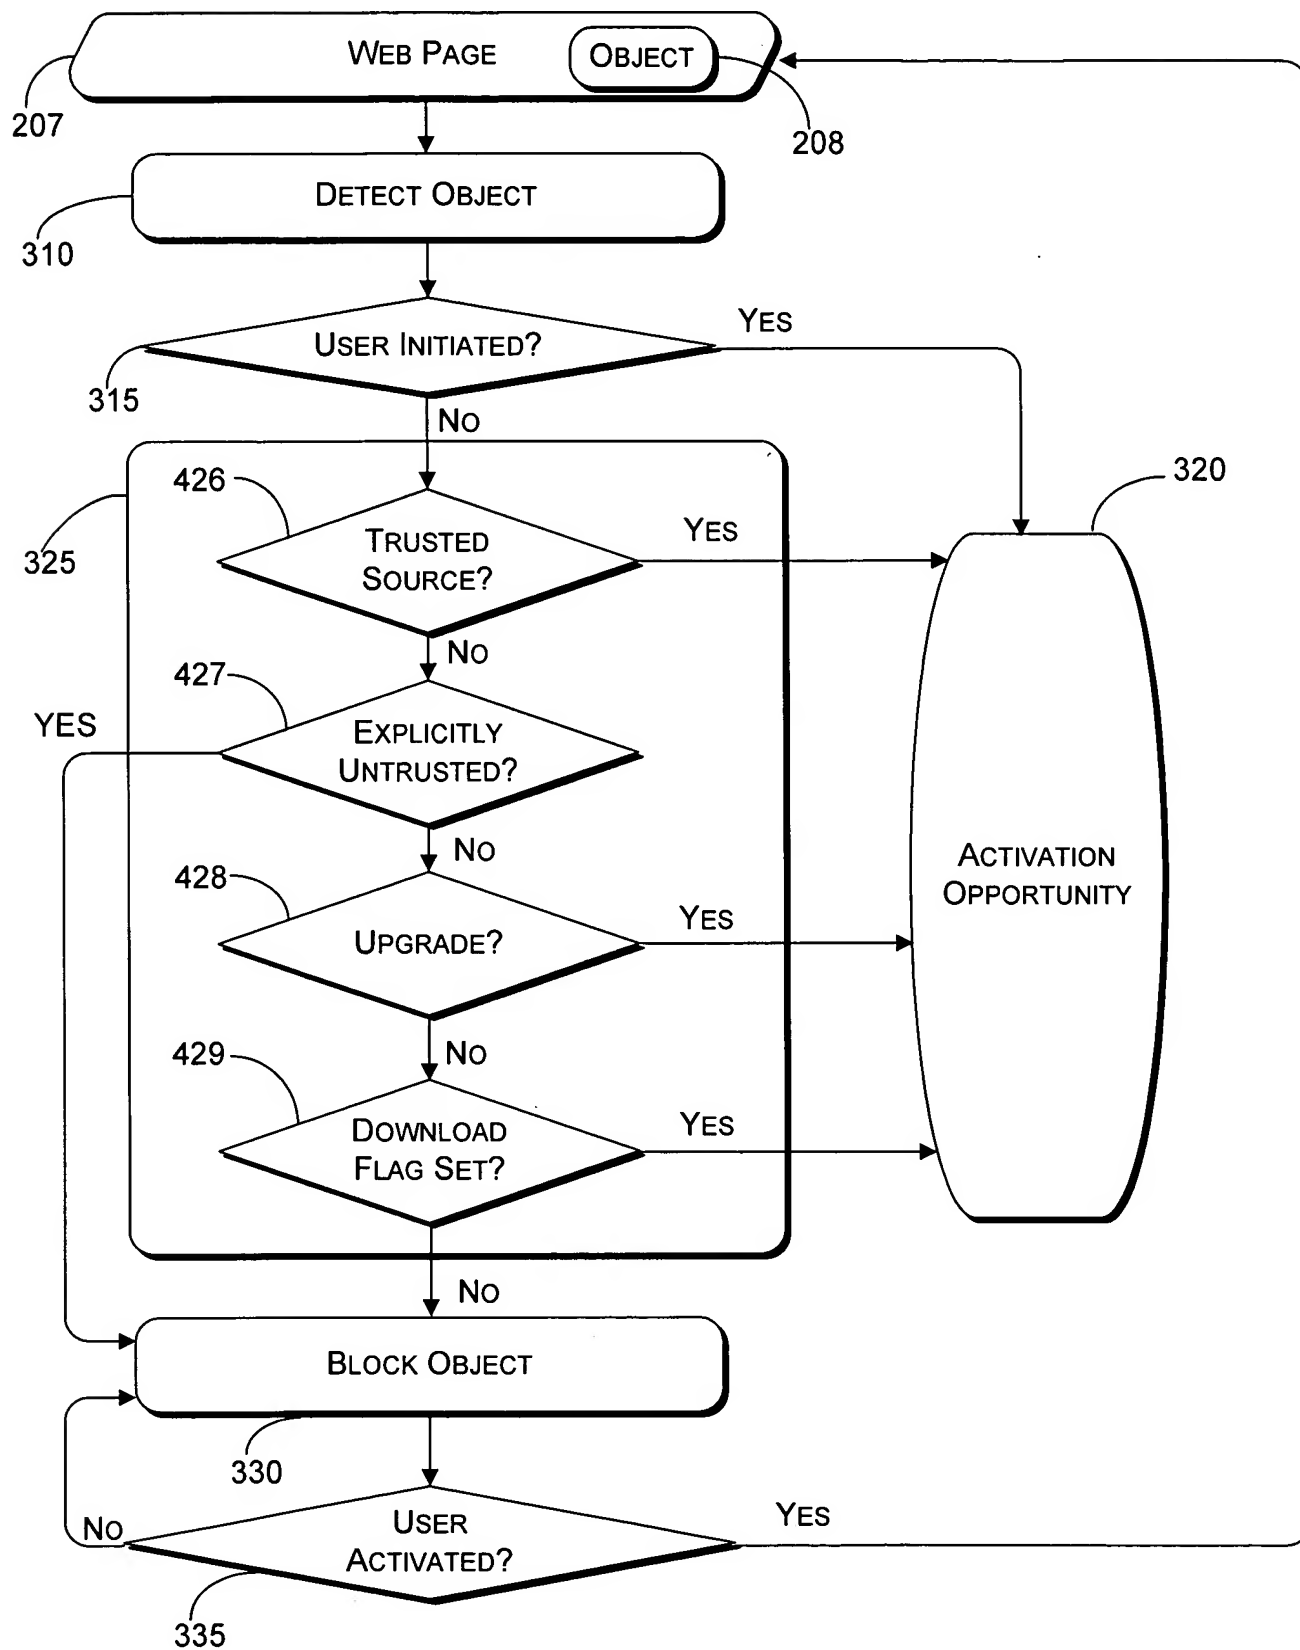 WEB PAGE
OBJECT
207
208
DETECT OBJECT
310
USER INITIATED?
YES
315
NO
426
TRUSTED
SOURCE?
YES
320
325
NO
427
EXPLICITLY
UNTRUSTED?
YES
NO
428
UPGRADE?
YES
ACTIVATION
OPPORTUNITY
NO
429
DOWNLOAD
FLAG SET?
YES
NO
BLOCK OBJECT
330
USER
ACTIVATED?
YES
NO
335